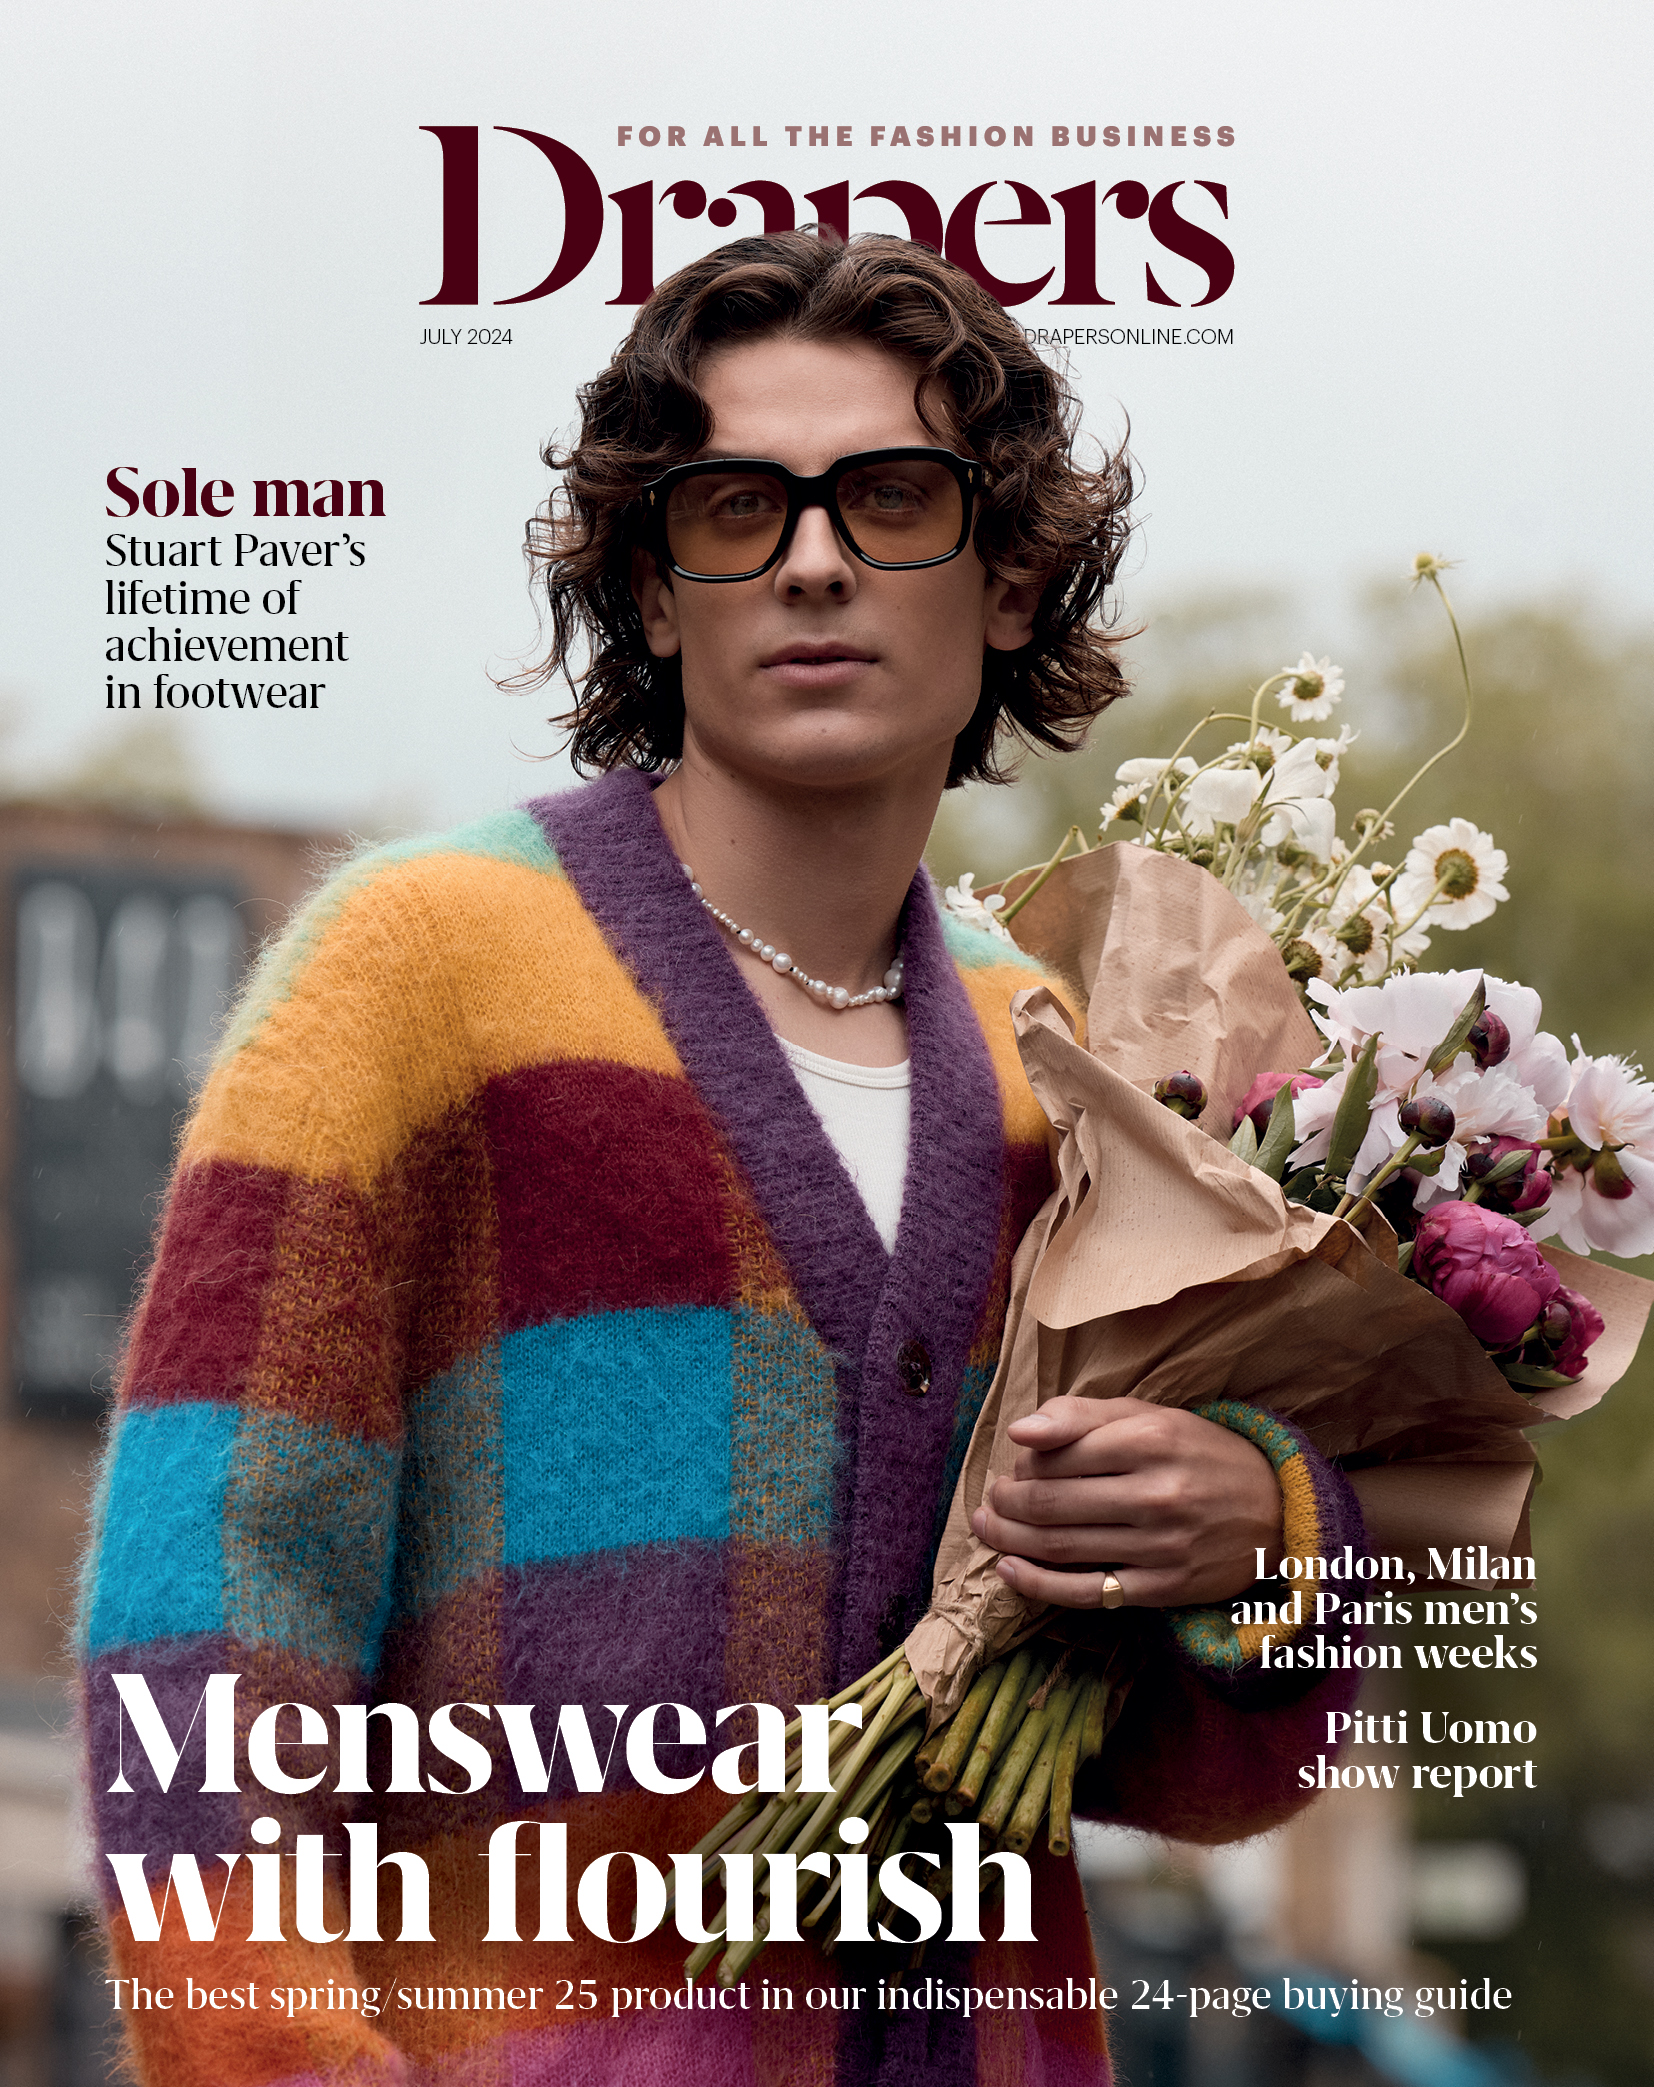 FOR ALL THE FASHION BUSINESS
Drapers
JULY 2024
DRAPERSONLINE.COM
Sole man
Stuart Paver’s
lifetime of
achievement
in footwear
London, Milan
and Paris men’s
fashion weeks
Pitti Uomo
show report
Menswear
with flourish
The best spring/summer 25 product in our indispensable 24-page buying guide